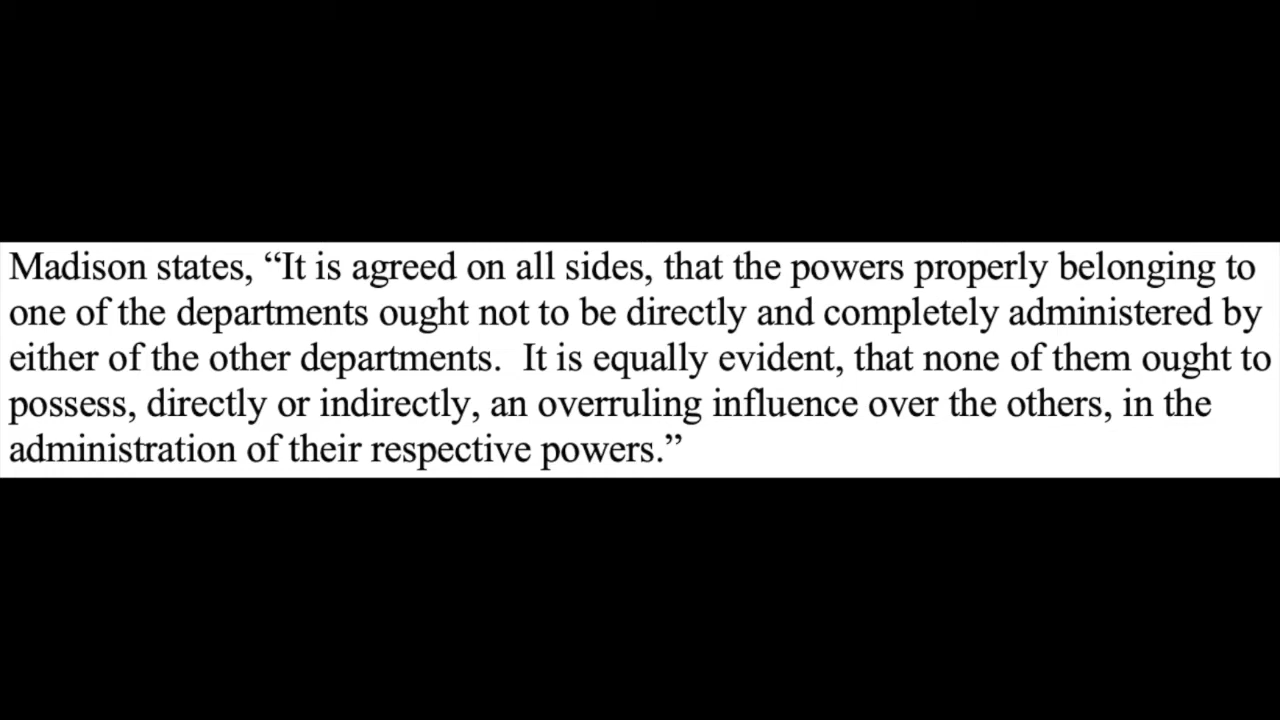 Madison states, “It is agreed on all sides, that the powers properly belonging to
one of the departments ought not to be directly and completely administered by
either of the other departments.  It is equally evident, that none of them ought to
possess, directly or indirectly, an overruling influence over the others, in the
administration of their respective powers.”